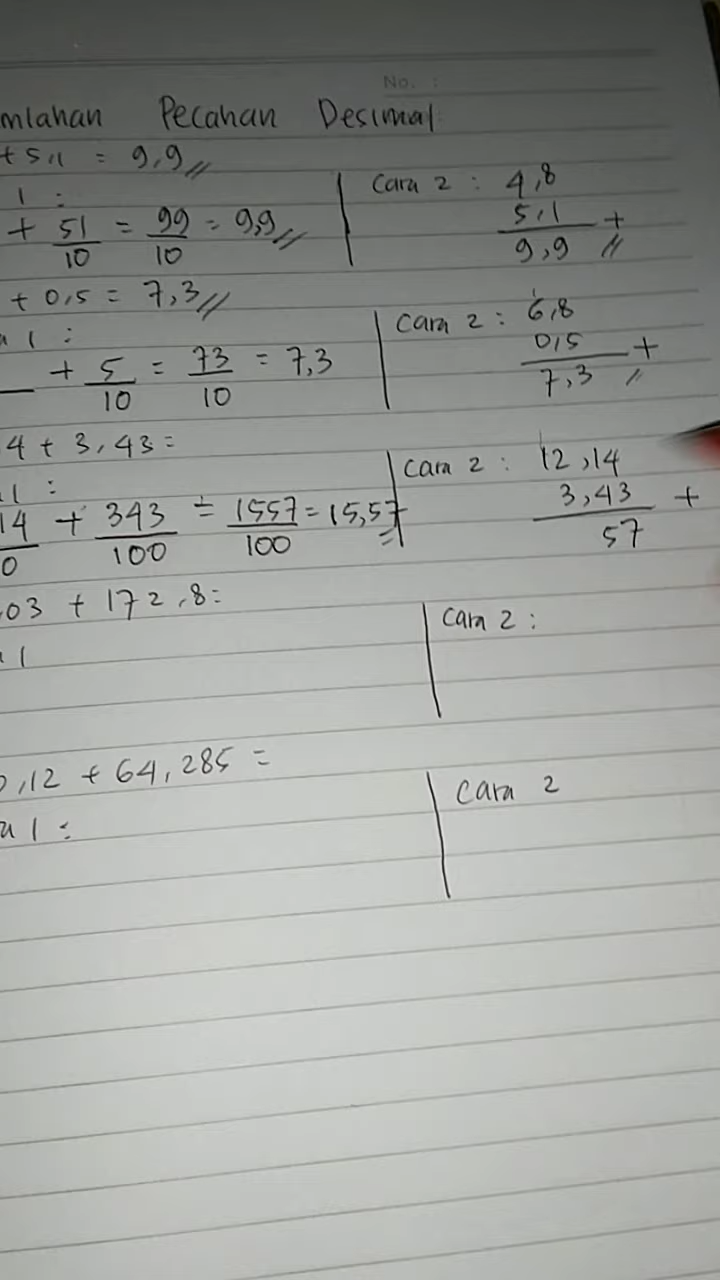 No. :
mlahan Pecahan Desimal
+ 5,1 = 9,9 //
1 :
+ 51/10 = 99/10 = 9,9 //
Cara 2 : 4,8
5,1 +
9,9 //
+ 0,5 = 7,3 //
a 1 :
+ 5/10 = 73/10 = 7,3
Cara 2 : 6,8
0,5 +
7,3 //
4 + 3,43 =
a 1 :
14/0 + 343/100 = 1557/100 = 15,57
Cara 2 : 12,14
3,43 +
57
,03 + 172,8 =
a 1
Cara 2 :
,12 + 64,285 =
a 1 :
Cara 2